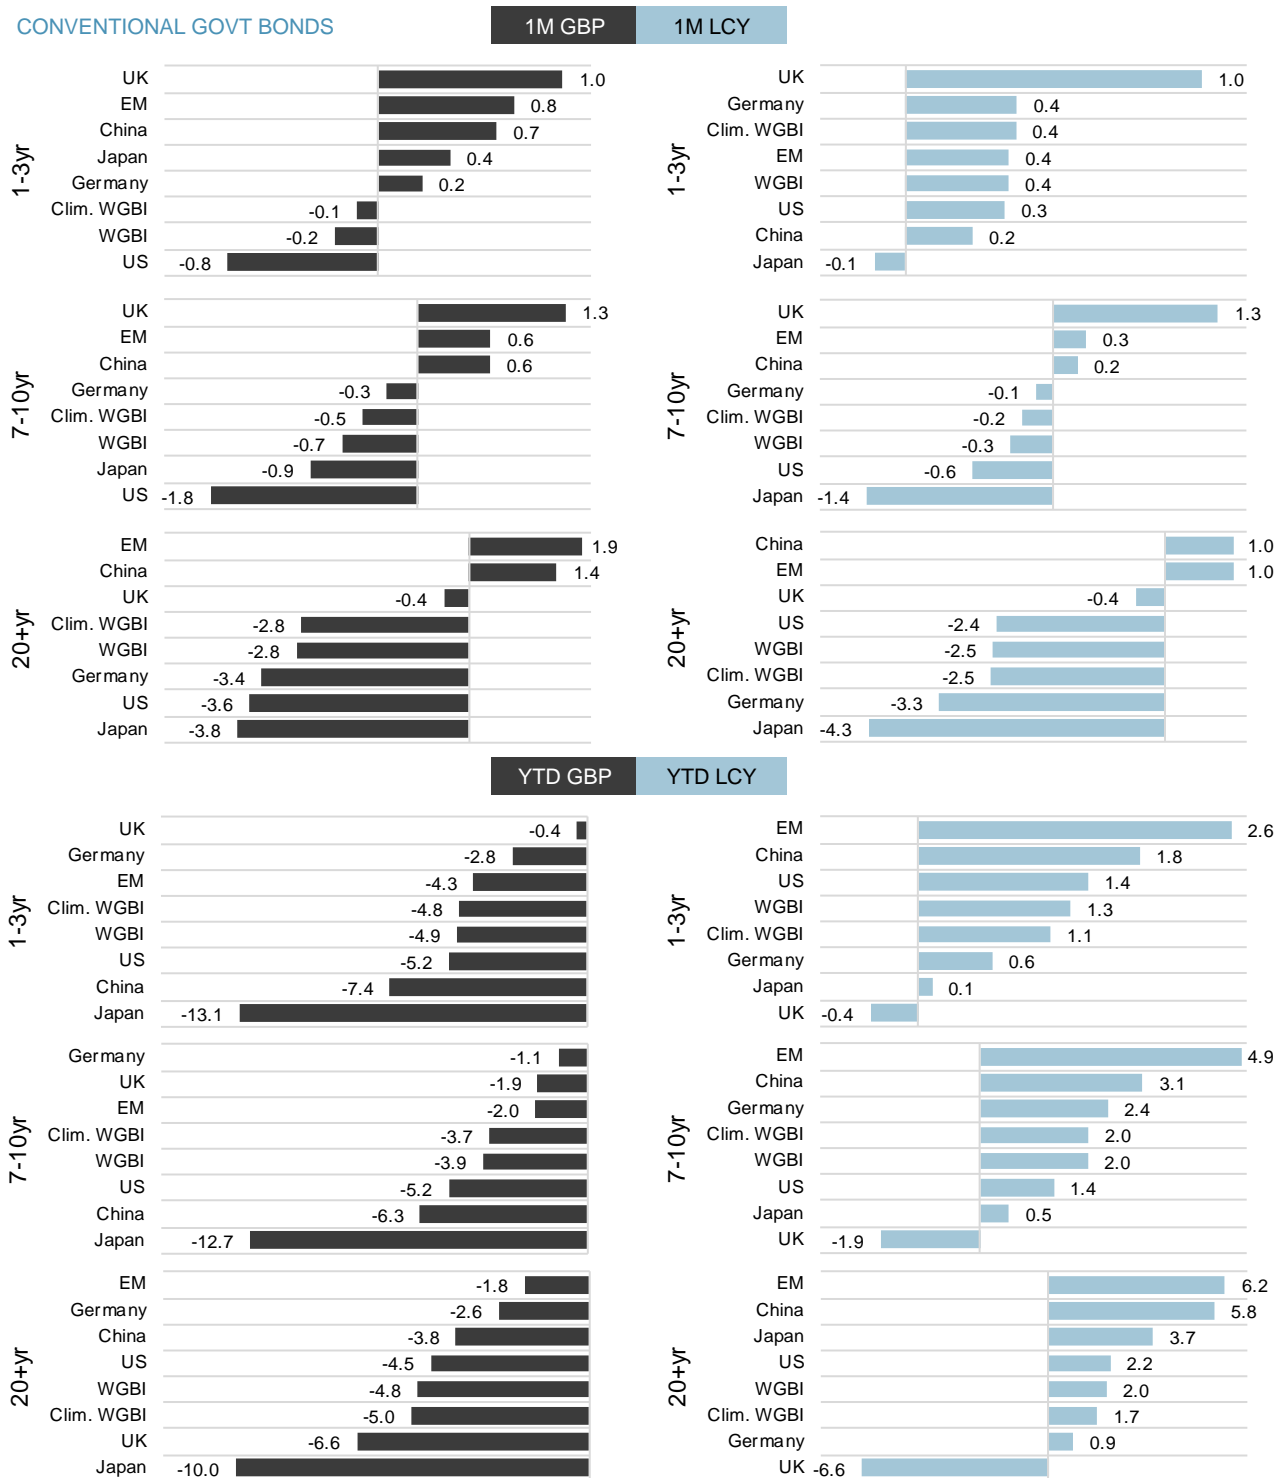 CONVENTIONAL GOVT BONDS
1M GBP 1M LCY
1-3yr
UK 1.0
EM 0.8
China 0.7
Japan 0.4
Germany 0.2
Clim. WGBI -0.1
WGBI -0.2
US -0.8
1-3yr
UK 1.0
Germany 0.4
Clim. WGBI 0.4
EM 0.4
WGBI 0.4
US 0.3
China 0.2
Japan -0.1
7-10yr
UK 1.3
EM 0.6
China 0.6
Germany -0.3
Clim. WGBI -0.5
WGBI -0.7
Japan -0.9
US -1.8
7-10yr
UK 1.3
EM 0.3
China 0.2
Germany -0.1
Clim. WGBI -0.2
WGBI -0.3
US -0.6
Japan -1.4
20+yr
EM 1.9
China 1.4
UK -0.4
Clim. WGBI -2.8
WGBI -2.8
Germany -3.4
US -3.6
Japan -3.8
20+yr
China 1.0
EM 1.0
UK -0.4
US -2.4
WGBI -2.5
Clim. WGBI -2.5
Germany -3.3
Japan -4.3
YTD GBP YTD LCY
1-3yr
UK -0.4
Germany -2.8
EM -4.3
Clim. WGBI -4.8
WGBI -4.9
US -5.2
China -7.4
Japan -13.1
1-3yr
EM 2.6
China 1.8
US 1.4
WGBI 1.3
Clim. WGBI 1.1
Germany 0.6
Japan 0.1
UK -0.4
7-10yr
Germany -1.1
UK -1.9
EM -2.0
Clim. WGBI -3.7
WGBI -3.9
US -5.2
China -6.3
Japan -12.7
7-10yr
EM 4.9
China 3.1
Germany 2.4
Clim. WGBI 2.0
WGBI 2.0
US 1.4
Japan 0.5
UK -1.9
20+yr
EM -1.8
Germany -2.6
China -3.8
US -4.5
WGBI -4.8
Clim. WGBI -5.0
UK -6.6
Japan -10.0
20+yr
EM 6.2
China 5.8
Japan 3.7
US 2.2
WGBI 2.0
Clim. WGBI 1.7
Germany 0.9
UK -6.6